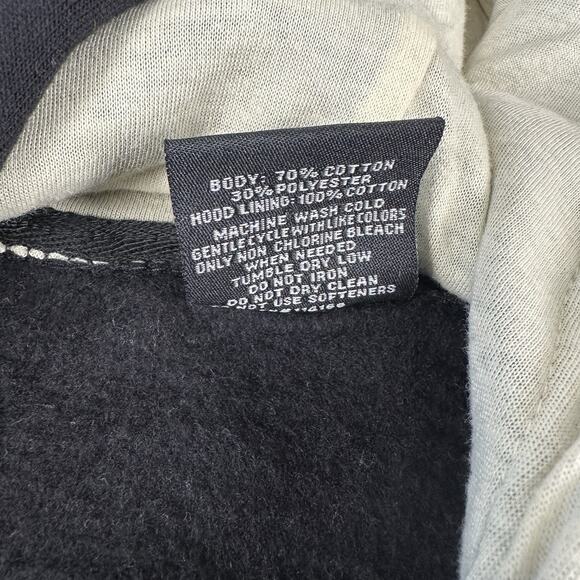 BODY: 70% COTTON
30% POLYESTER
HOOD LINING: 100% COTTON
MACHINE WASH COLD
GENTLE CYCLE WITH LIKE COLORS
ONLY NON CHLORINE BLEACH
WHEN NEEDED
TUMBLE DRY LOW
DO NOT IRON
DO NOT DRY CLEAN
DO NOT USE SOFTENERS